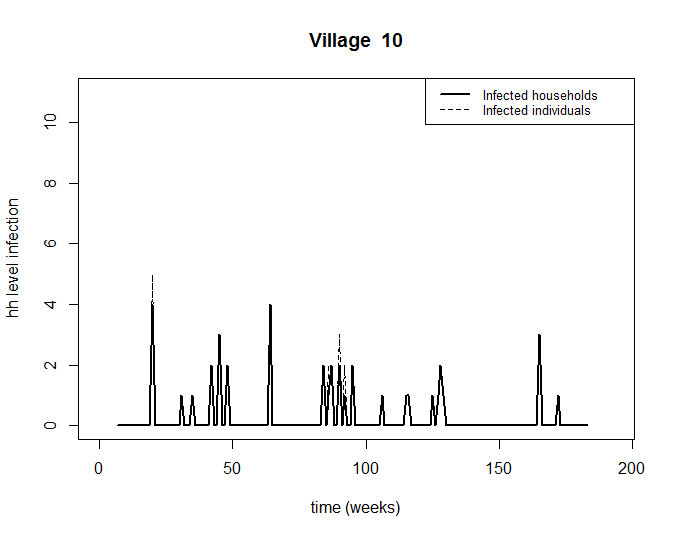 Village 10
Infected households
Infected individuals
hh level infection
0
2
4
6
8
10
0
50
100
150
200
time (weeks)